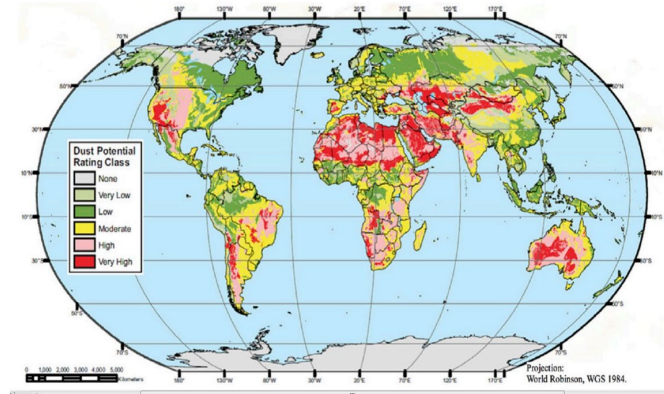 180° 130°W 80°W 30°W 20°E 70°E 120°E 170°E
70°N 70°N
50°N 50°N
30°N 30°N
10°N 10°N
10°S 10°S
30°S 30°S
50°S 50°S
70°S 70°S
Dust Potential
Rating Class
None
Very Low
Low
Moderate
High
Very High
0 1,000 2,000 3,000 4,000 5,000
Kilometers
180° 130°W 80°W 30°W 20°E 70°E 120°E 170°E
Projection:
World Robinson, WGS 1984.